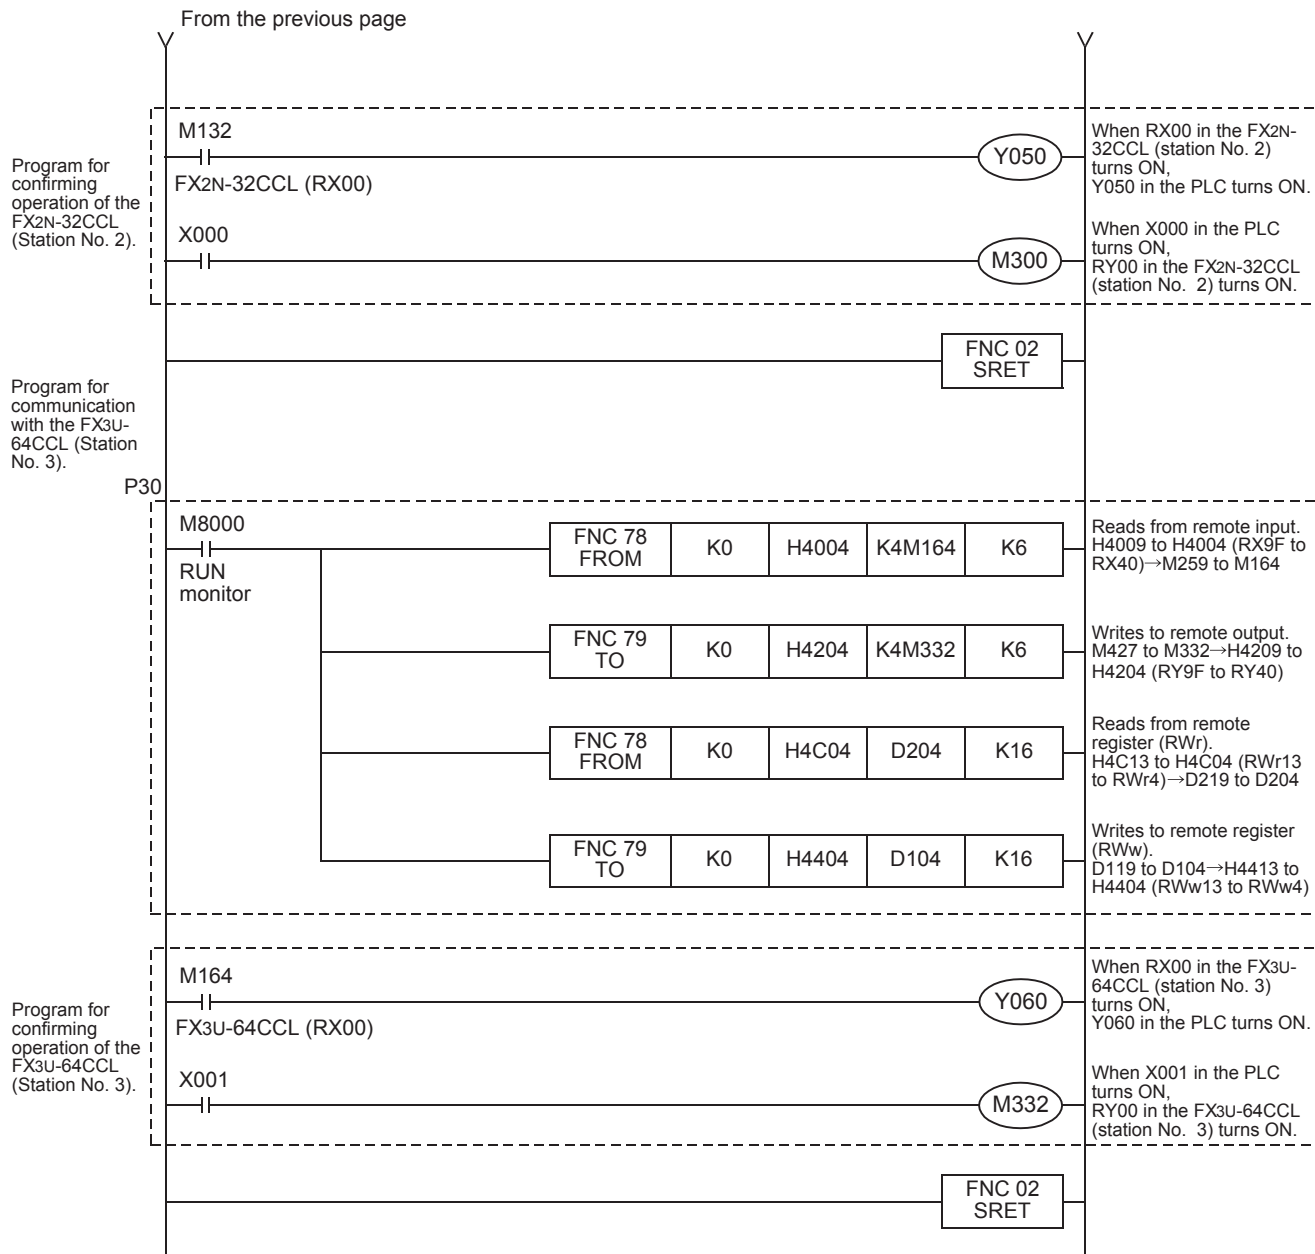 From the previous page
Program for
confirming
operation of the
FX2N-32CCL
(Station No. 2).
M132
FX2N-32CCL (RX00)
Y050
When RX00 in the FX2N-
32CCL (station No. 2)
turns ON,
Y050 in the PLC turns ON.
X000
M300
When X000 in the PLC
turns ON,
RY00 in the FX2N-32CCL
(station No. 2) turns ON.
FNC 02
SRET
Program for
communication
with the FX3U-
64CCL (Station
No. 3).
P30
M8000
RUN
monitor
FNC 78
FROM
K0
H4004
K4M164
K6
Reads from remote input.
H4009 to H4004 (RX9F to
RX40)→M259 to M164
FNC 79
TO
K0
H4204
K4M332
K6
Writes to remote output.
M427 to M332→H4209 to
H4204 (RY9F to RY40)
FNC 78
FROM
K0
H4C04
D204
K16
Reads from remote
register (RWr).
H4C13 to H4C04 (RWr13
to RWr4)→D219 to D204
FNC 79
TO
K0
H4404
D104
K16
Writes to remote register
(RWw).
D119 to D104→H4413 to
H4404 (RWw13 to RWw4)
Program for
confirming
operation of the
FX3U-64CCL
(Station No. 3).
M164
FX3U-64CCL (RX00)
Y060
When RX00 in the FX3U-
64CCL (station No. 3)
turns ON,
Y060 in the PLC turns ON.
X001
M332
When X001 in the PLC
turns ON,
RY00 in the FX3U-64CCL
(station No. 3) turns ON.
FNC 02
SRET